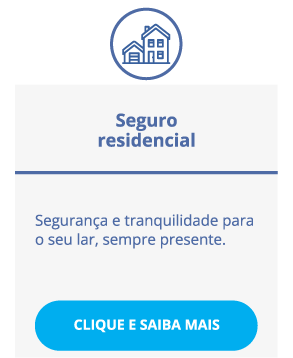 Seguro
residencial
Segurança e tranquilidade para
o seu lar, sempre presente.
CLIQUE E SAIBA MAIS